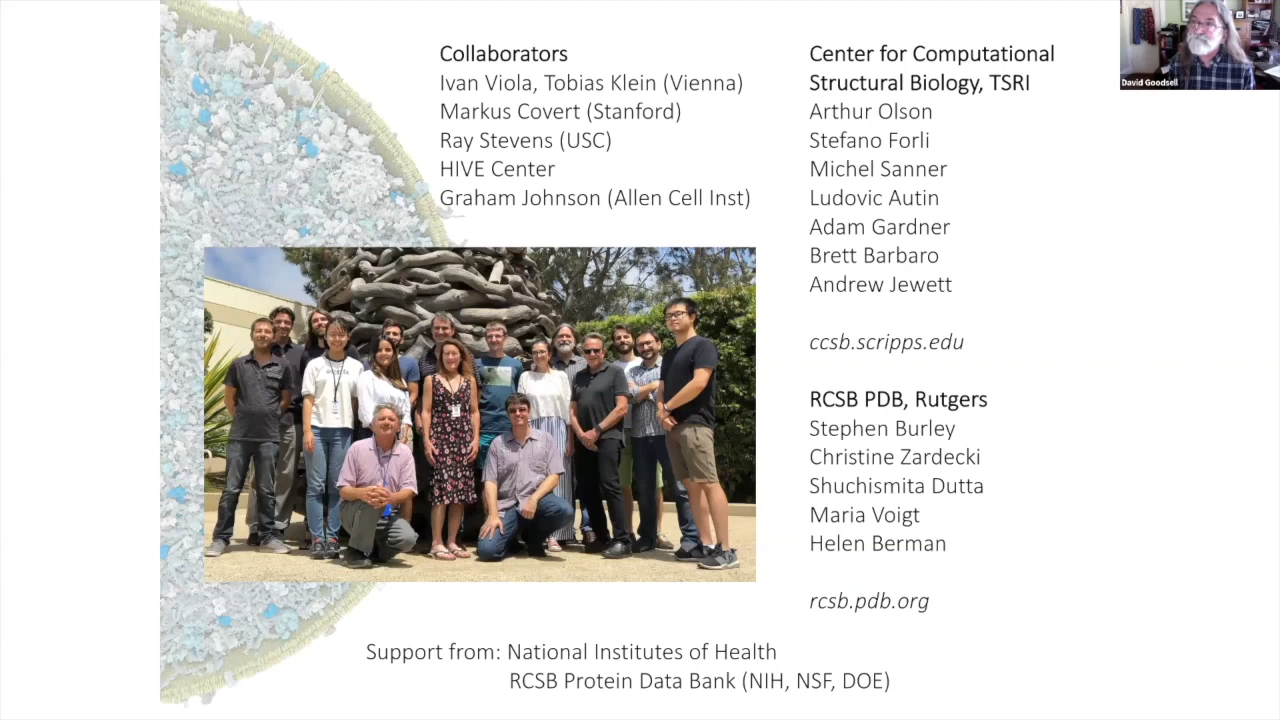 Collaborators
Ivan Viola, Tobias Klein (Vienna)
Markus Covert (Stanford)
Ray Stevens (USC)
HIVE Center
Graham Johnson (Allen Cell Inst)
Center for Computational
Structural Biology, TSRI
Arthur Olson
Stefano Forli
Michel Sanner
Ludovic Autin
Adam Gardner
Brett Barbaro
Andrew Jewett
ccsb.scripps.edu
RCSB PDB, Rutgers
Stephen Burley
Christine Zardecki
Shuchismita Dutta
Maria Voigt
Helen Berman
rcsb.pdb.org
Support from: National Institutes of Health
RCSB Protein Data Bank (NIH, NSF, DOE)
David Goodsell